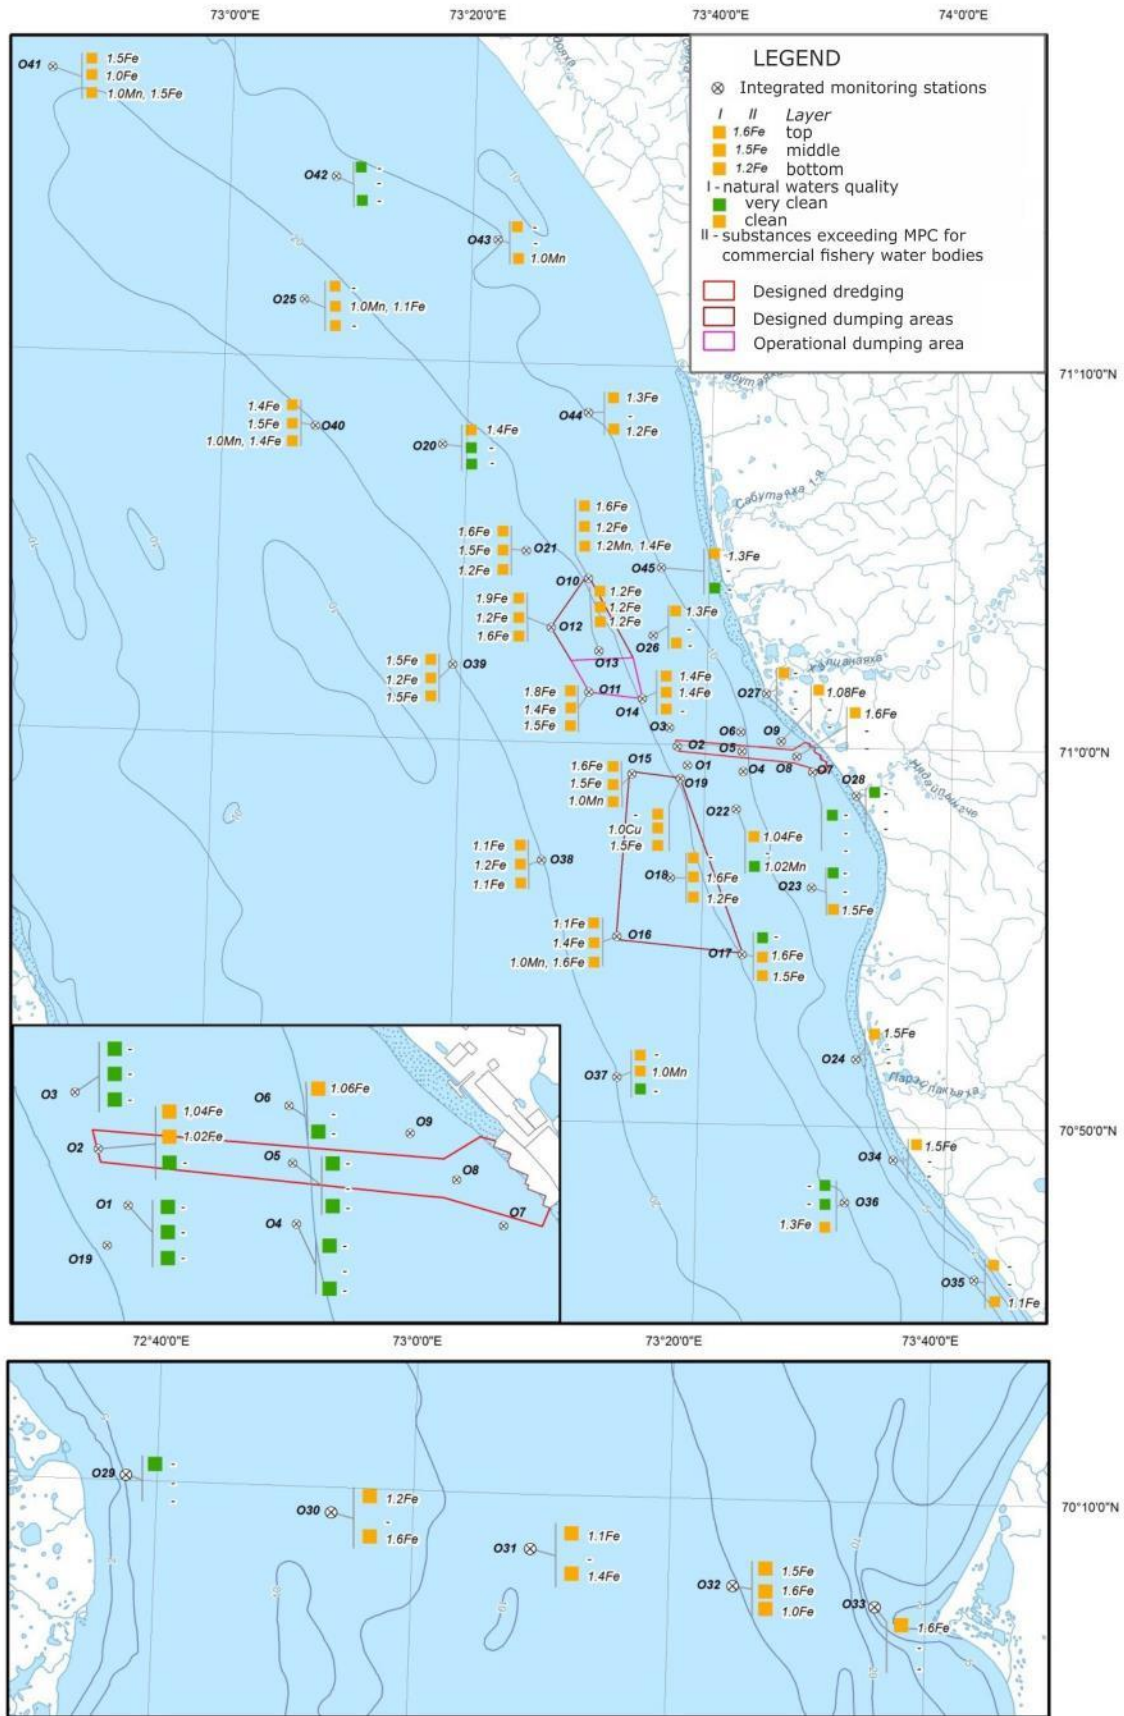 73°0'0"E 73°20'0"E 73°40'0"E 74°0'0"E
LEGEND
Integrated monitoring stations
I II Layer
1.6Fe top
1.5Fe middle
1.2Fe bottom
I - natural waters quality
very clean
clean
II - substances exceeding MPC for
commercial fishery water bodies
Designed dredging
Designed dumping areas
Operational dumping area
O41
1.5Fe
1.0Fe
1.0Mn, 1.5Fe
O42
-
-
-
O43
-
-
1.0Mn
20
10
O25
-
1.0Mn, 1.1Fe
-
71°10'0"N
O44
1.3Fe
-
1.2Fe
1.4Fe
1.5Fe
1.0Mn, 1.4Fe
O40
O20
1.4Fe
-
-
Сабутаяха 1-я
1.6Fe
1.5Fe
1.2Fe
O21
1.6Fe
1.2Fe
1.2Mn, 1.4Fe
O10
O45
1.3Fe
-
-
1.9Fe
1.2Fe
1.6Fe
O12
1.2Fe
1.2Fe
1.2Fe
O13
O26
1.3Fe
-
-
1.5Fe
1.2Fe
1.5Fe
O39
1.8Fe
1.4Fe
1.5Fe
O11
O14
1.4Fe
1.4Fe
-
O27
-
-
-
1.08Fe
-
-
1.6Fe
-
-
O3
O6
O9
O2
O5
71°0'0"N
O1
O4
O8
O7
O28
-
-
-
1.6Fe
1.5Fe
1.0Mn
O15
O19
-
1.0Cu
1.5Fe
O22
1.04Fe
-
1.02Mn
-
-
-
O23
-
-
1.5Fe
1.1Fe
1.2Fe
1.1Fe
O38
O18
-
1.6Fe
1.2Fe
1.1Fe
1.4Fe
1.0Mn, 1.6Fe
O16
O17
-
1.6Fe
1.5Fe
O24
1.5Fe
-
-
O37
-
1.0Mn
-
70°50'0"N
O34
1.5Fe
-
-
-
-
1.3Fe
O36
O35
-
-
1.1Fe
O3
-
-
-
O2
1.04Fe
1.02Fe
-
O1
-
-
-
O19
O6
1.06Fe
-
-
O5
-
-
-
O4
-
-
-
O9
O8
O7
72°40'0"E 73°0'0"E 73°20'0"E 73°40'0"E
O29
-
-
-
O30
1.2Fe
-
1.6Fe
70°10'0"N
O31
1.1Fe
-
1.4Fe
O32
1.5Fe
1.6Fe
1.0Fe
O33
1.6Fe
-
-